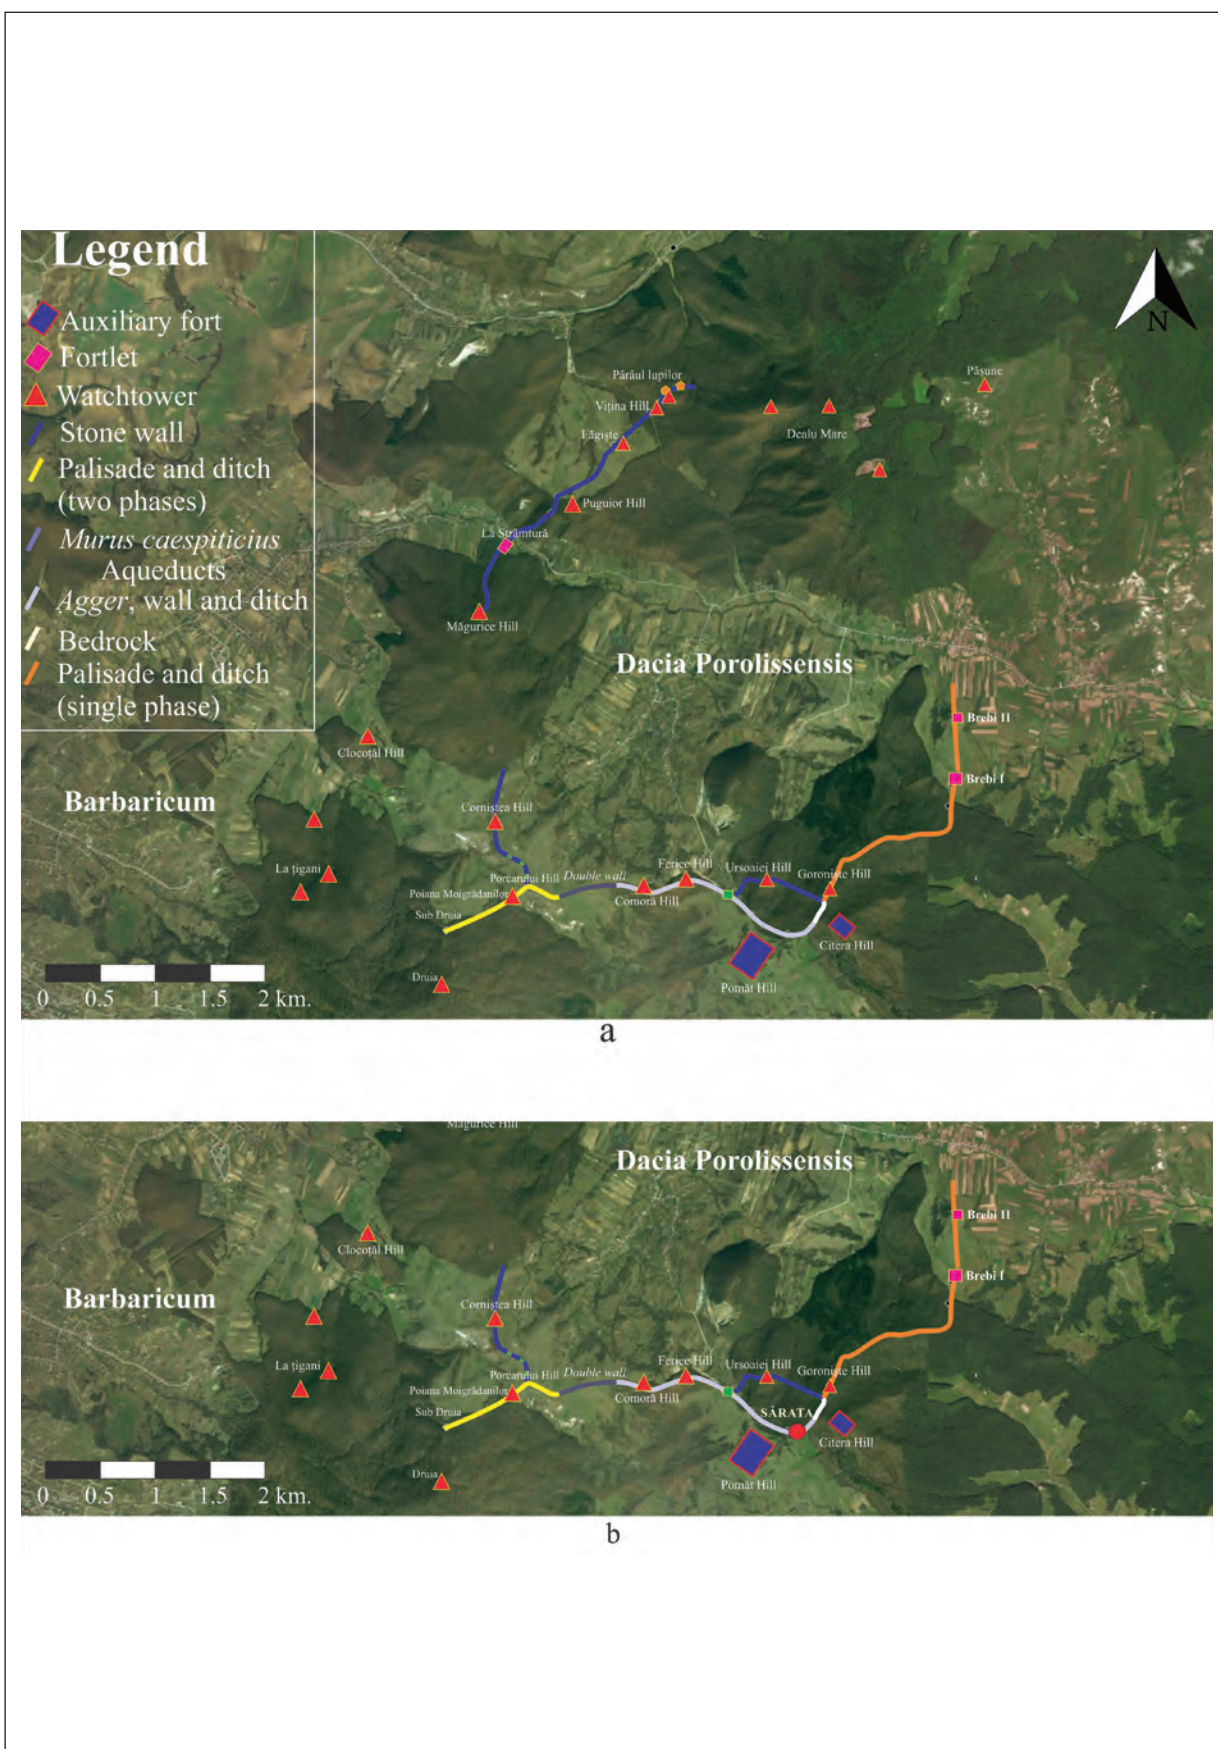 Legend
Auxiliary fort
Fortlet
Watchtower
Stone wall
Palisade and ditch
(two phases)
Murus caespiticius
Aqueducts
Agger, wall and ditch
Bedrock
Palisade and ditch
(single phase)
N
Pârâul lupilor
Vițina Hill
Făgiște
Puguior Hill
La Strâmtură
Măgurice Hill
Dealu Mare
Pășune
Dacia Porolissensis
Brebi II
Brebi I
Clocoțăl Hill
Barbaricum
Corniștea Hill
La țigani
Porcarului Hill
Double wall
Ferice Hill
Ursoaiei Hill
Goroniște Hill
Poiana Moigrădanilor
Comoră Hill
Sub Druia
Citera Hill
Druia
Pomăt Hill
0 0.5 1 1.5 2 km.
a
Măgurice Hill
Dacia Porolissensis
Brebi II
Clocoțăl Hill
Brebi I
Barbaricum
Corniștea Hill
La țigani
Porcarului Hill
Double wall
Ferice Hill
Ursoaiei Hill
Goroniște Hill
Poiana Moigrădanilor
Comoră Hill
Sub Druia
SĂRATA
Citera Hill
Druia
Pomăt Hill
0 0.5 1 1.5 2 km.
b